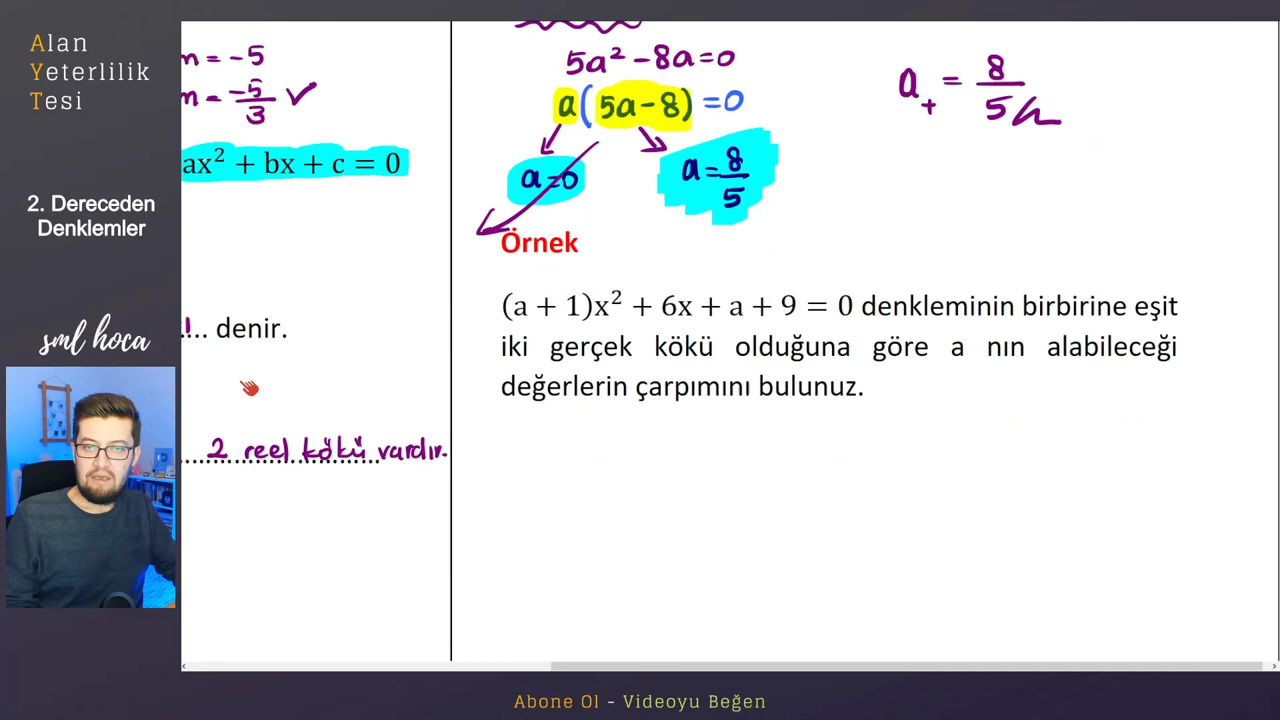 Alan
Yeterlilik
Tesi
2. Dereceden
Denklemler
sml hoca
n = -5
n = -5/3 ✓
ax² + bx + c = 0
... denir.
2 reel kökü vardır.
5a² - 8a = 0
a(5a-8) = 0
a=0
a = 8/5
a₊ = 8/5
Örnek
(a + 1)x² + 6x + a + 9 = 0 denkleminin birbirine eşit
iki gerçek kökü olduğuna göre a nın alabileceği
değerlerin çarpımını bulunuz.
Abone Ol - Videoyu Beğen